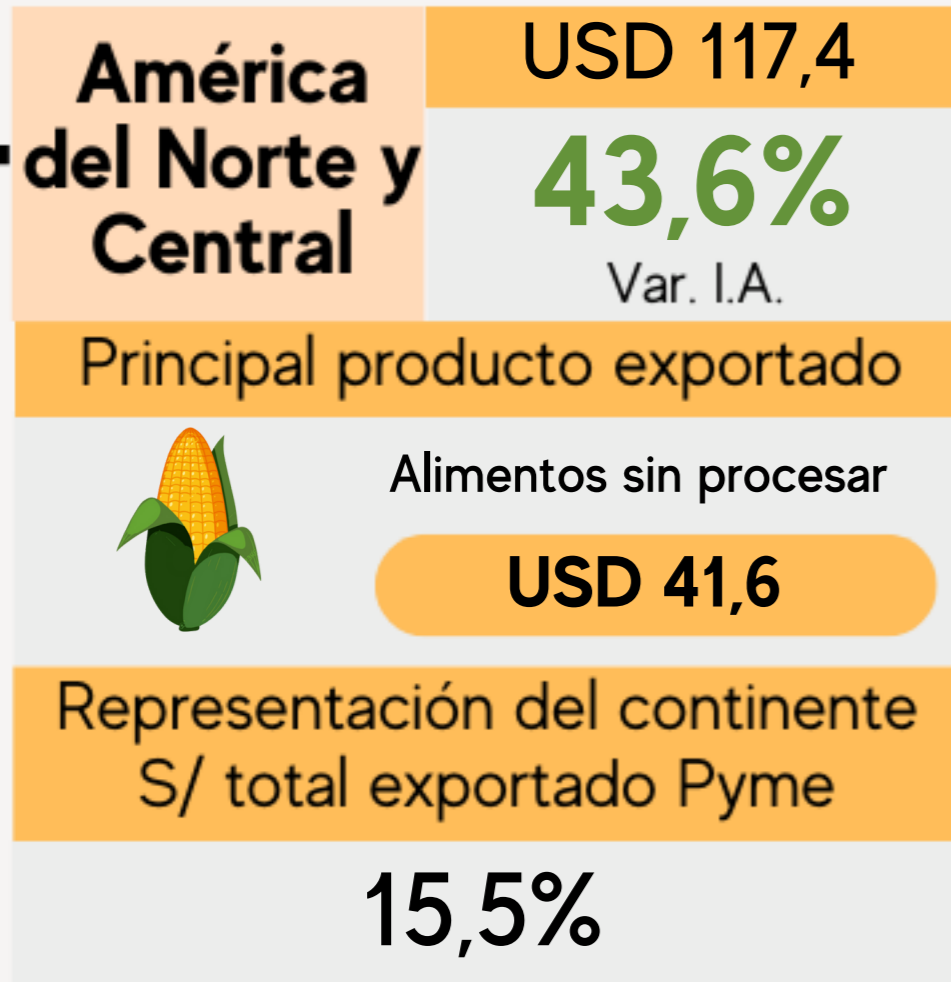 América
del Norte y
Central
USD 117,4
43,6%
Var. I.A.
Principal producto exportado
Alimentos sin procesar
USD 41,6
Representación del continente
S/ total exportado Pyme
15,5%